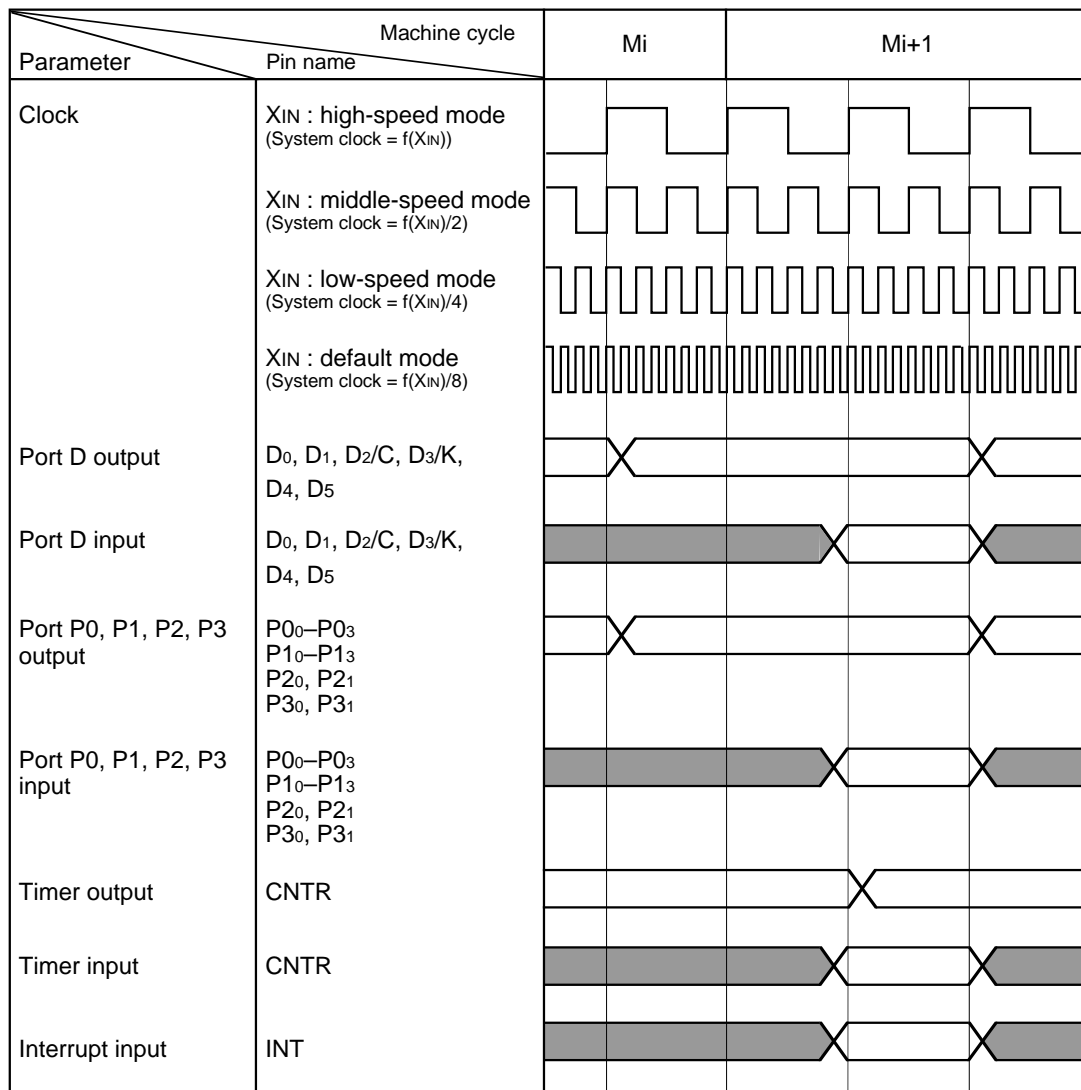 Machine cycle
Parameter
Pin name
Mi
Mi+1
Clock
XIN : high-speed mode
(System clock = f(XIN))
XIN : middle-speed mode
(System clock = f(XIN)/2)
XIN : low-speed mode
(System clock = f(XIN)/4)
XIN : default mode
(System clock = f(XIN)/8)
Port D output
D0, D1, D2/C, D3/K,
D4, D5
Port D input
D0, D1, D2/C, D3/K,
D4, D5
Port P0, P1, P2, P3
output
P00–P03
P10–P13
P20, P21
P30, P31
Port P0, P1, P2, P3
input
P00–P03
P10–P13
P20, P21
P30, P31
Timer output
CNTR
Timer input
CNTR
Interrupt input
INT